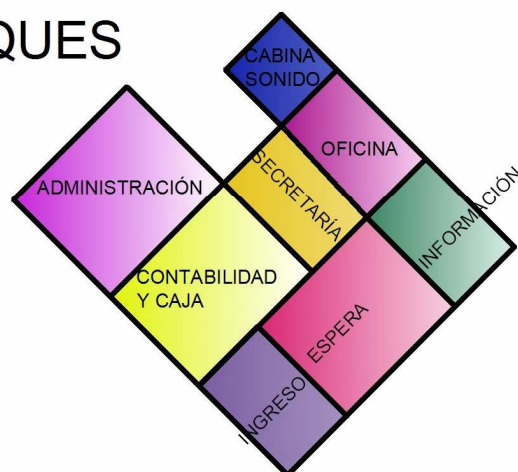 QUES
CABINA
SONIDO
OFICINA
SECRETARÍA
ADMINISTRACIÓN
INFORMACIÓN
CONTABILIDAD
Y CAJA
ESPERA
INGRESO